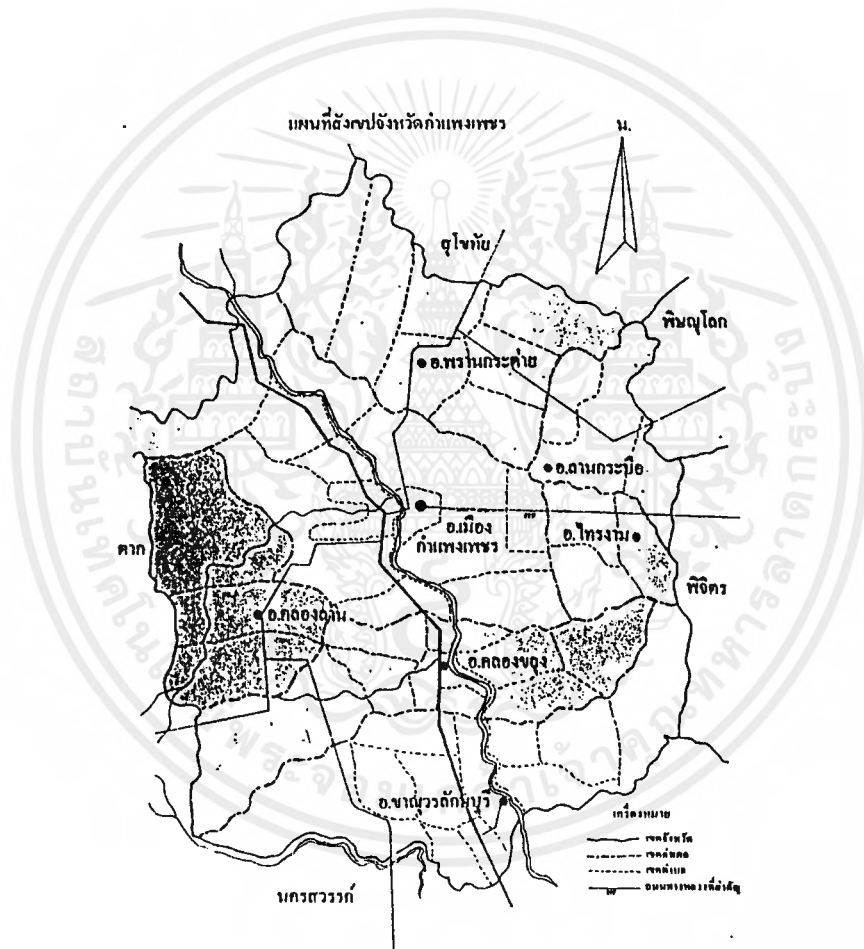 แผนที่สังเขปจังหวัดกำแพงเพชร
น.
สุโขทัย
พิษณุโลก
อ.พรานกระต่าย
อ.ลานกระบือ
อ.เมือง
กำแพงเพชร
อ.ไทรงาม
ตาก
พิจิตร
อ.คลองลาน
อ.คลองขลุง
อ.ขาณุวรลักษบุรี
เครื่องหมาย
เขตจังหวัด
เขตอำเภอ
เขตตำบล
ถนนทางหลวงที่สำคัญ
นครสวรรค์